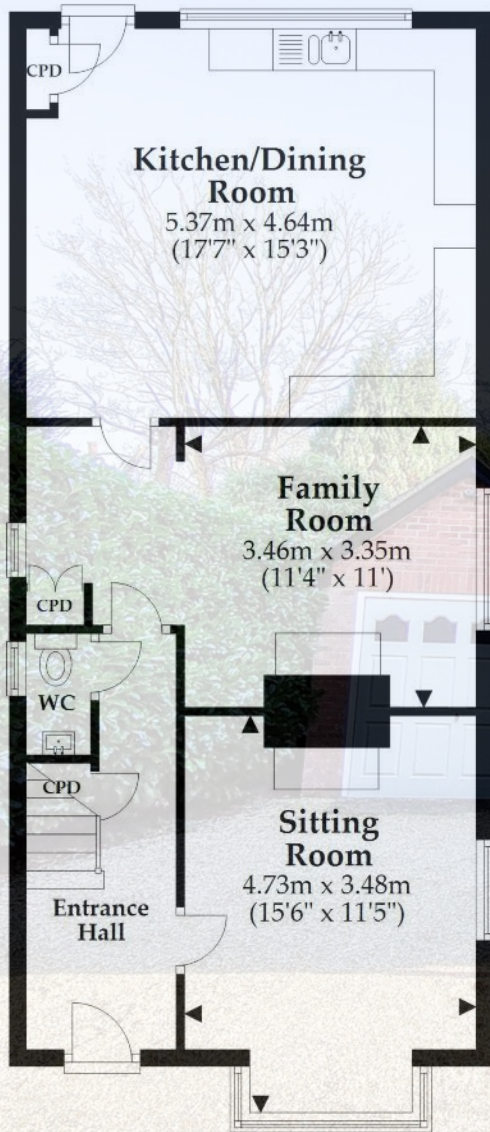 CPD
Kitchen/Dining
Room
5.37m x 4.64m
(17'7" x 15'3")
Family
Room
3.46m x 3.35m
(11'4" x 11')
CPD
WC
CPD
Sitting
Room
4.73m x 3.48m
(15'6" x 11'5")
Entrance
Hall